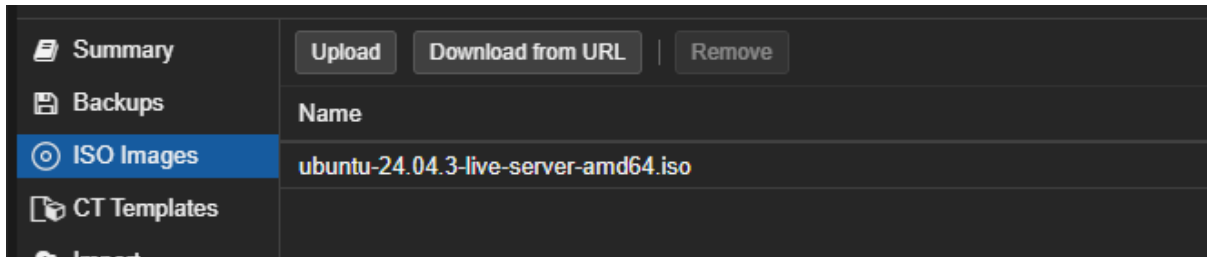 Summary
Backups
ISO Images
CT Templates
Upload Download from URL Remove
Name
ubuntu-24.04.3-live-server-amd64.iso